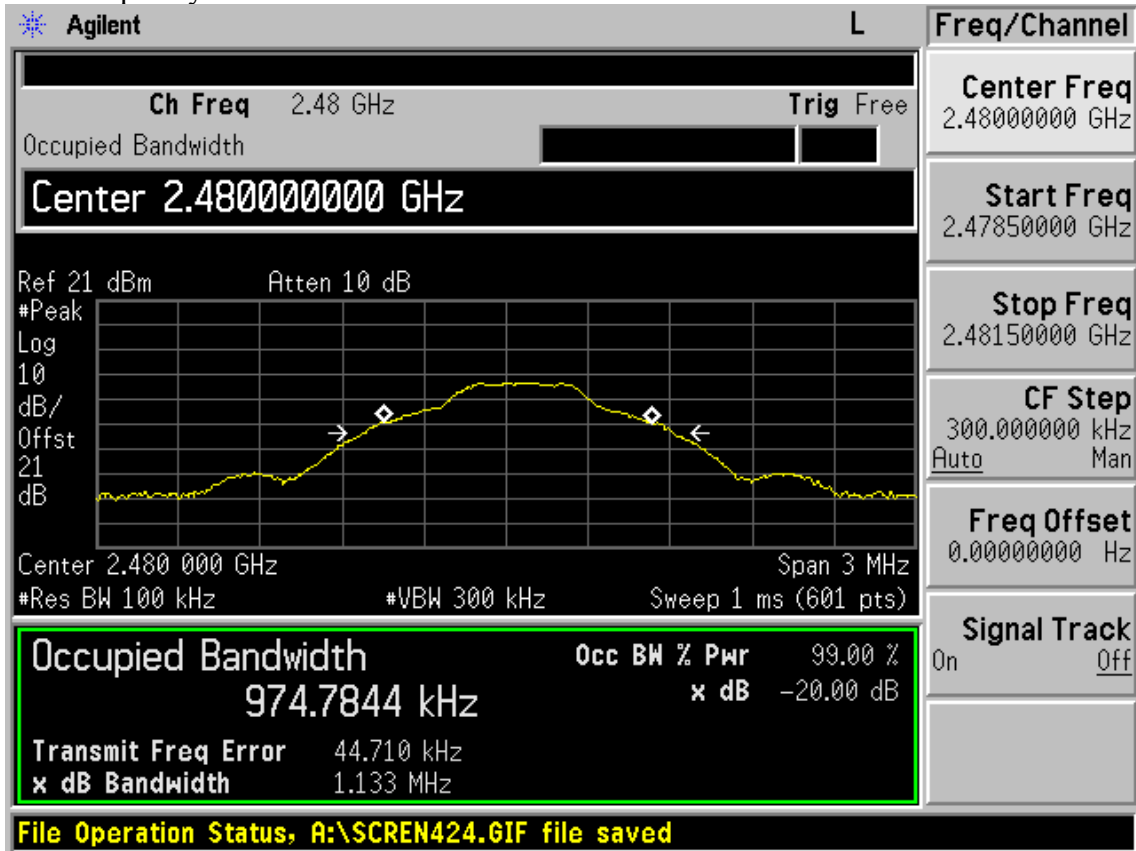 Agilent L
Ch Freq 2.48 GHz Trig Free
Occupied Bandwidth
Center 2.480000000 GHz
Ref 21 dBm Atten 10 dB
#Peak
Log
10
dB/
Offst
21
dB
Center 2.480 000 GHz Span 3 MHz
#Res BW 100 kHz #VBW 300 kHz Sweep 1 ms (601 pts)
Occupied Bandwidth
974.7844 kHz
Occ BW % Pwr 99.00 %
x dB -20.00 dB
Transmit Freq Error 44.710 kHz
x dB Bandwidth 1.133 MHz
File Operation Status, A:\SCREN424.GIF file saved
Freq/Channel
Center Freq
2.48000000 GHz
Start Freq
2.47850000 GHz
Stop Freq
2.48150000 GHz
CF Step
300.000000 kHz
Auto Man
Freq Offset
0.00000000 Hz
Signal Track
On Off